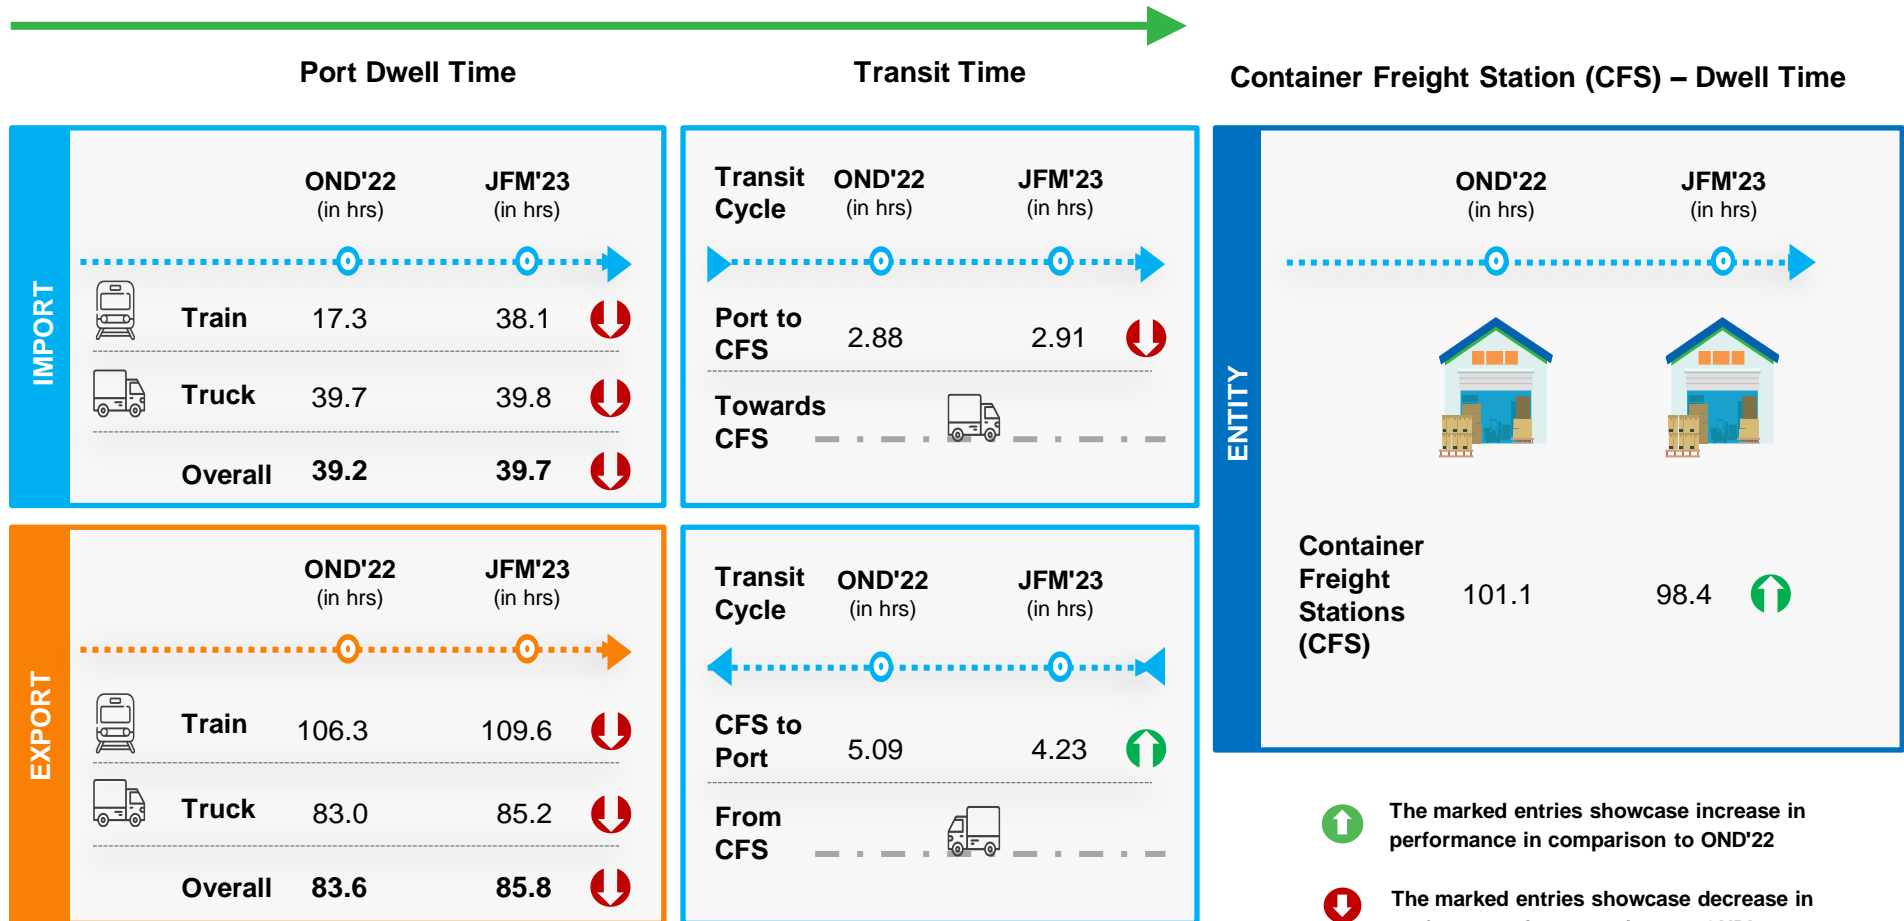 Port Dwell Time
Transit Time
Container Freight Station (CFS) – Dwell Time
IMPORT
OND'22 JFM'23
(in hrs) (in hrs)
Train 17.3 38.1
Truck 39.7 39.8
Overall 39.2 39.7
Transit OND'22 JFM'23
Cycle (in hrs) (in hrs)
Port to
CFS 2.88 2.91
Towards
CFS
EXPORT
OND'22 JFM'23
(in hrs) (in hrs)
Train 106.3 109.6
Truck 83.0 85.2
Overall 83.6 85.8
Transit OND'22 JFM'23
Cycle (in hrs) (in hrs)
CFS to
Port 5.09 4.23
From
CFS
ENTITY
OND'22 JFM'23
(in hrs) (in hrs)
Container
Freight
Stations 101.1 98.4
(CFS)
The marked entries showcase increase in
performance in comparison to OND'22
The marked entries showcase decrease in